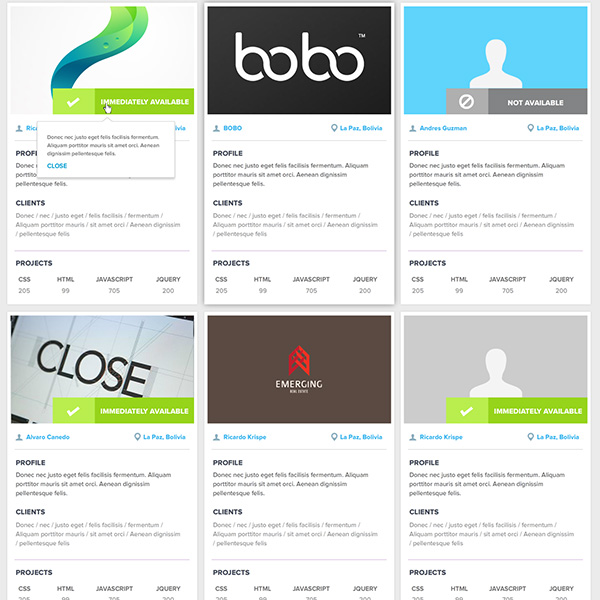 IMMEDIATELY AVAILABLE
Donec nec justo eget felis facilisis fermentum.
Aliquam porttitor mauris sit amet orci. Aenean
dignissim pellentesque felis.
CLOSE
Bolivia
PROFILE
Donec nec justo eget felis facilisis fermentum. Aliquam
porttitor mauris sit amet orci. Aenean dignissim
pellentesque felis.
CLIENTS
Donec / nec / justo eget / felis facilisis / fermentum /
Aliquam porttitor mauris / sit amet orci / Aenean dignissim
/ pellentesque felis
PROJECTS
CSS HTML JAVASCRIPT JQUERY
205 99 705 200
bobo™
BOBO La Paz, Bolivia
PROFILE
Donec nec justo eget felis facilisis fermentum. Aliquam
porttitor mauris sit amet orci. Aenean dignissim
pellentesque felis.
CLIENTS
Donec / nec / justo eget / felis facilisis / fermentum /
Aliquam porttitor mauris / sit amet orci / Aenean dignissim
/ pellentesque felis
PROJECTS
CSS HTML JAVASCRIPT JQUERY
205 99 705 200
NOT AVAILABLE
Andres Guzman La Paz, Bolivia
PROFILE
Donec nec justo eget felis facilisis fermentum. Aliquam
porttitor mauris sit amet orci. Aenean dignissim
pellentesque felis.
CLIENTS
Donec / nec / justo eget / felis facilisis / fermentum /
Aliquam porttitor mauris / sit amet orci / Aenean dignissim
/ pellentesque felis
PROJECTS
CSS HTML JAVASCRIPT JQUERY
205 99 705 200
CLOSE
IMMEDIATELY AVAILABLE
Alvaro Canedo La Paz, Bolivia
PROFILE
Donec nec justo eget felis facilisis fermentum. Aliquam
porttitor mauris sit amet orci. Aenean dignissim
pellentesque felis.
CLIENTS
Donec / nec / justo eget / felis facilisis / fermentum /
Aliquam porttitor mauris / sit amet orci / Aenean dignissim
/ pellentesque felis
PROJECTS
CSS HTML JAVASCRIPT JQUERY
205 99 705 200
EMERGING
REAL ESTATE
Ricardo Krispe La Paz, Bolivia
PROFILE
Donec nec justo eget felis facilisis fermentum. Aliquam
porttitor mauris sit amet orci. Aenean dignissim
pellentesque felis.
CLIENTS
Donec / nec / justo eget / felis facilisis / fermentum /
Aliquam porttitor mauris / sit amet orci / Aenean dignissim
/ pellentesque felis
PROJECTS
CSS HTML JAVASCRIPT JQUERY
205 99 705 200
IMMEDIATELY AVAILABLE
Ricardo Krispe La Paz, Bolivia
PROFILE
Donec nec justo eget felis facilisis fermentum. Aliquam
porttitor mauris sit amet orci. Aenean dignissim
pellentesque felis.
CLIENTS
Donec / nec / justo eget / felis facilisis / fermentum /
Aliquam porttitor mauris / sit amet orci / Aenean dignissim
/ pellentesque felis
PROJECTS
CSS HTML JAVASCRIPT JQUERY
205 99 705 200